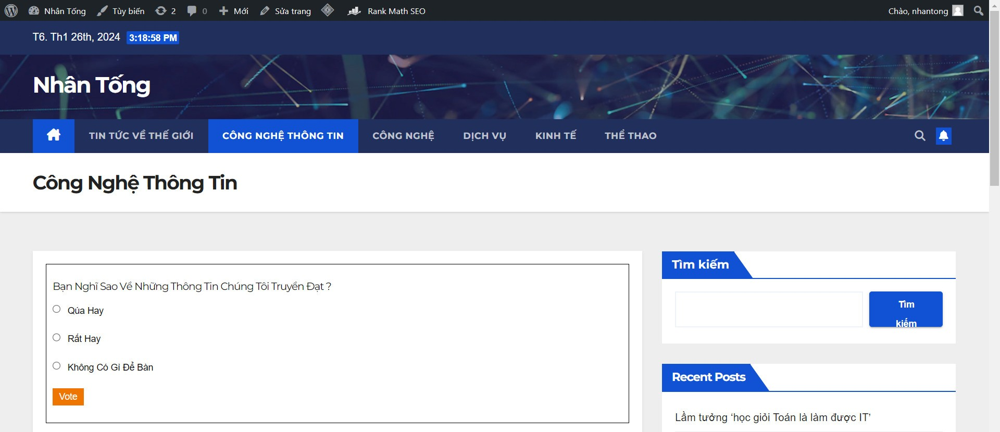 Nhân Tống Tùy biến 2 0 Mới Sửa trang Rank Math SEO Chào, nhantong
T6. Th1 26th, 2024 3:18:58 PM
Nhân Tống
TIN TỨC VỀ THẾ GIỚI CÔNG NGHỆ THÔNG TIN CÔNG NGHỆ DỊCH VỤ KINH TẾ THỂ THAO
Công Nghệ Thông Tin
Bạn Nghĩ Sao Về Những Thông Tin Chúng Tôi Truyền Đạt ?
Qúa Hay
Rất Hay
Không Có Gì Để Bàn
Vote
Tìm kiếm
Tìm
kiếm
Recent Posts
Lầm tưởng ‘học giỏi Toán là làm được IT’